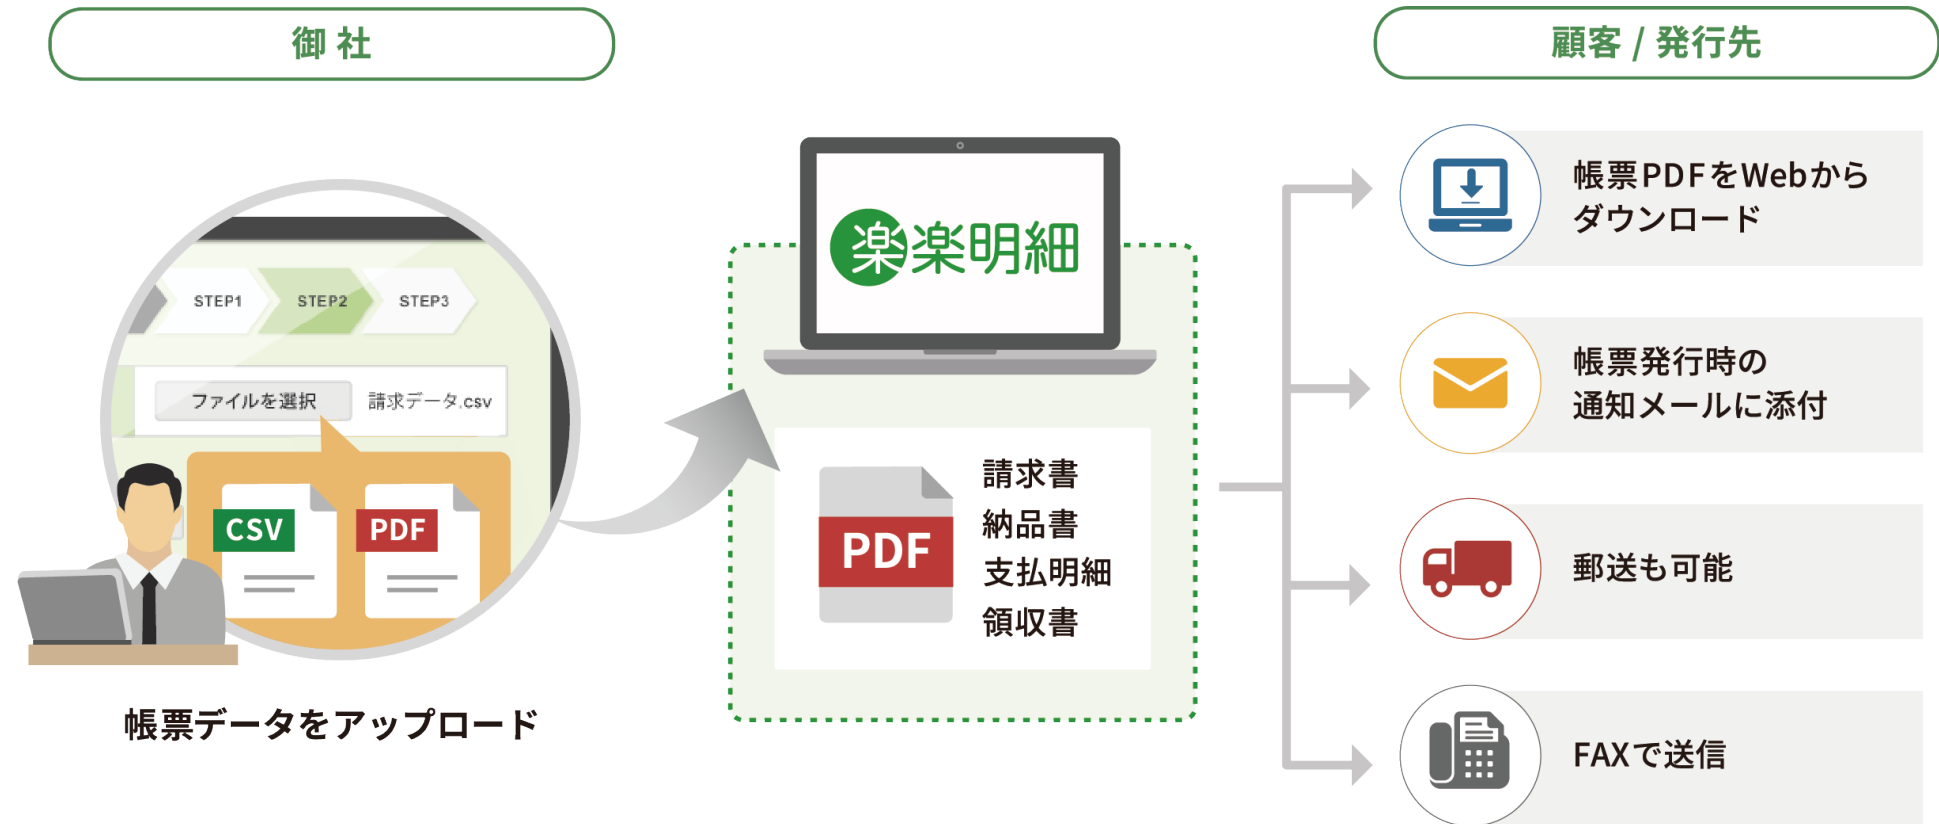 御社
STEP1
STEP2
STEP3
ファイルを選択
請求データ.csv
CSV
PDF
帳票データをアップロード
楽楽明細
PDF
請求書
納品書
支払明細
領収書
顧客 / 発行先
帳票PDFをWebから
ダウンロード
帳票発行時の
通知メールに添付
郵送も可能
FAXで送信